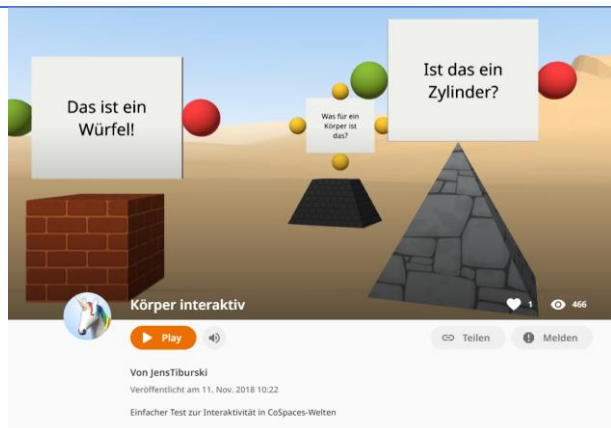 Das ist ein
Würfel!
Was für ein
Körper ist
das?
Ist das ein
Zylinder?
Körper interaktiv
1
466
Play
Teilen
Melden
Von JensTiburski
Veröffentlicht am 11. Nov. 2018 10:22
Einfacher Test zur Interaktivität in CoSpaces-Welten